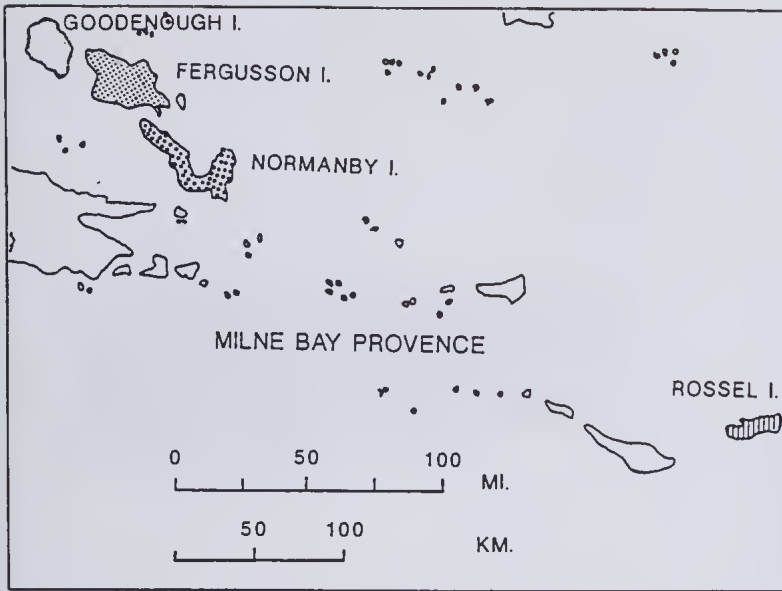 GOODENOUGH I.
FERGUSSON I.
NORMANBY I.
MILNE BAY PROVENCE
ROSSEL I.
0 50 100
MI.
50 100
KM.